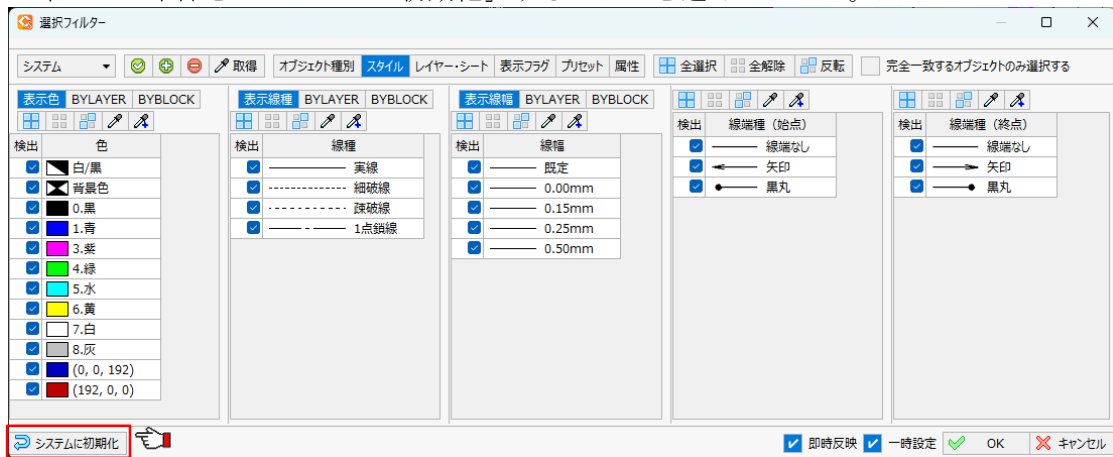 選択フィルター
システム 取得 オブジェクト種別 スタイル レイヤー・シート 表示フラグ プリセット 属性 全選択 全解除 反転 完全一致するオブジェクトのみ選択する
表示色 BYLAYER BYBLOCK
検出 色
白/黒
背景色
0.黒
1.青
3.紫
4.緑
5.水
6.黄
7.白
8.灰
(0, 0, 192)
(192, 0, 0)
表示線種 BYLAYER BYBLOCK
検出 線種
実線
細破線
疎破線
1点鎖線
表示線幅 BYLAYER BYBLOCK
検出 線幅
既定
0.00mm
0.15mm
0.25mm
0.50mm
検出 線端種（始点）
線端なし
矢印
黒丸
検出 線端種（終点）
線端なし
矢印
黒丸
システムに初期化 即時反映 一時設定 OK キャンセル